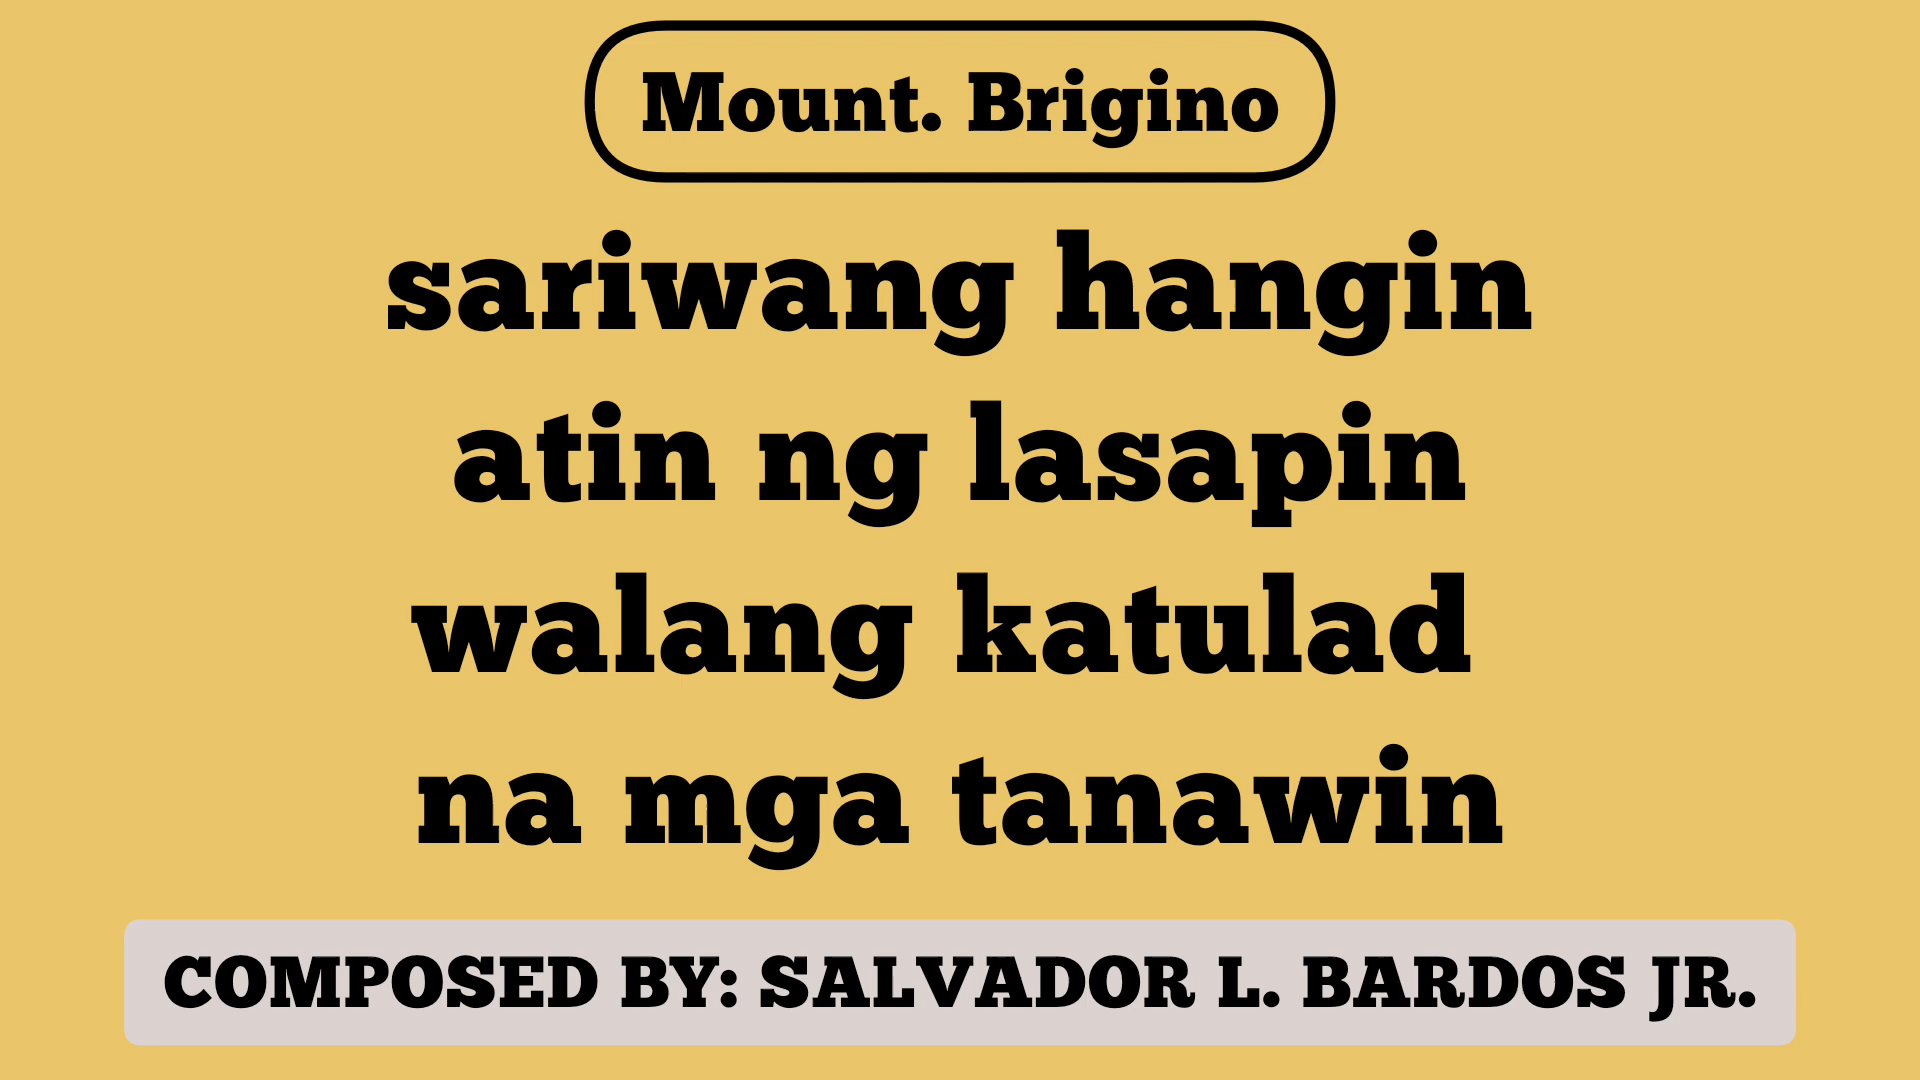 Mount. Brigino
sariwang hangin
atin ng lasapin
walang katulad
na mga tanawin
COMPOSED BY: SALVADOR L. BARDOS JR.